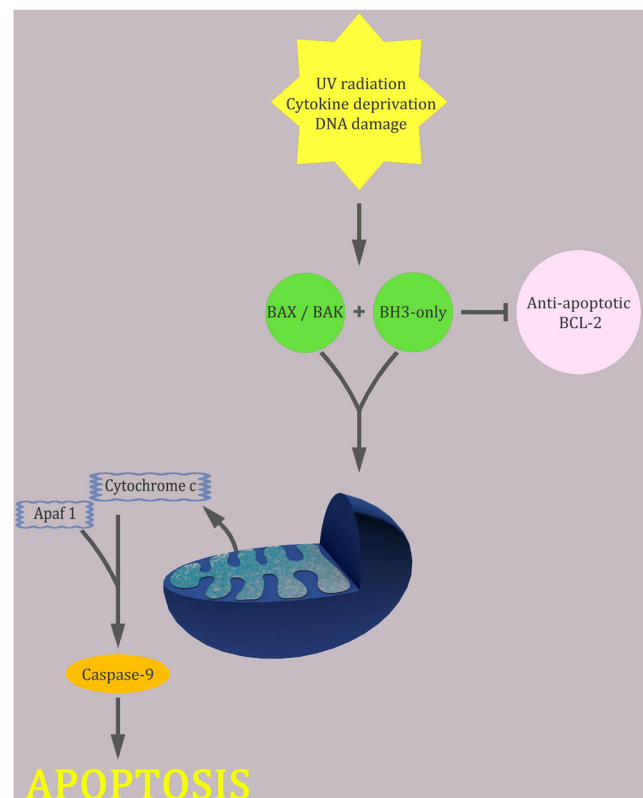 UV radiation
Cytokine deprivation
DNA damage
BAX / BAK
+
BH3-only
Anti-apoptotic
BCL-2
Cytochrome c
Apaf 1
Caspase-9
APOPTOSIS